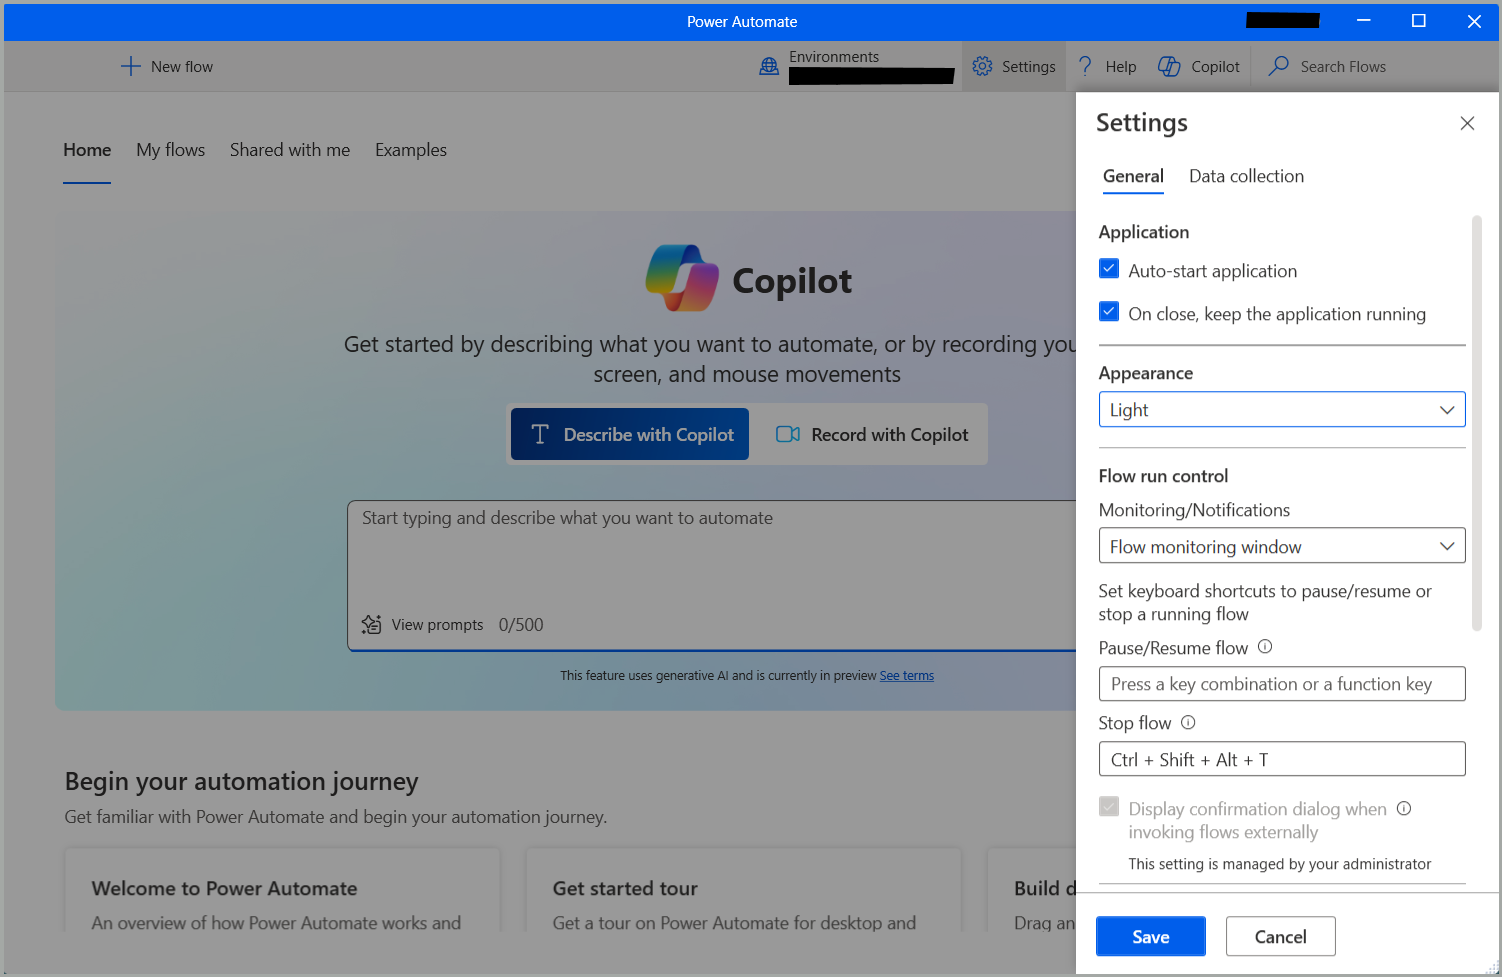 Power Automate
New flow
Environments
Settings
Help
Copilot
Search Flows
Home
My flows
Shared with me
Examples
Copilot
Get started by describing what you want to automate, or by recording you
screen, and mouse movements
Describe with Copilot
Record with Copilot
Start typing and describe what you want to automate
View prompts
0/500
This feature uses generative AI and is currently in preview See terms
Begin your automation journey
Get familiar with Power Automate and begin your automation journey.
Welcome to Power Automate
An overview of how Power Automate works and
Get started tour
Get a tour on Power Automate for desktop and
Build d
Drag an
Settings
General
Data collection
Application
Auto-start application
On close, keep the application running
Appearance
Light
Flow run control
Monitoring/Notifications
Flow monitoring window
Set keyboard shortcuts to pause/resume or
stop a running flow
Pause/Resume flow
Press a key combination or a function key
Stop flow
Ctrl + Shift + Alt + T
Display confirmation dialog when
invoking flows externally
This setting is managed by your administrator
Save
Cancel